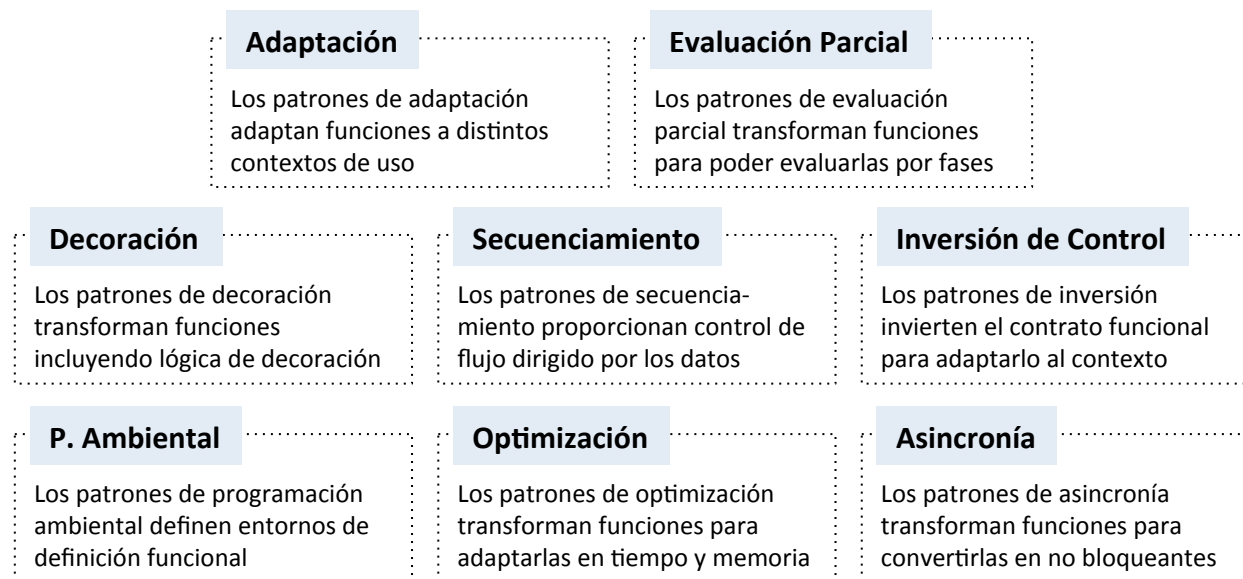 Adaptación
Los patrones de adaptación
adaptan funciones a distintos
contextos de uso
Evaluación Parcial
Los patrones de evaluación
parcial transforman funciones
para poder evaluarlas por fases
Decoración
Los patrones de decoración
transforman funciones
incluyendo lógica de decoración
Secuenciamiento
Los patrones de secuencia-
miento proporcionan control de
flujo dirigido por los datos
Inversión de Control
Los patrones de inversión
invierten el contrato funcional
para adaptarlo al contexto
P. Ambiental
Los patrones de programación
ambiental definen entornos de
definición funcional
Optimización
Los patrones de optimización
transforman funciones para
adaptarlas en tiempo y memoria
Asincronía
Los patrones de asincronía
transforman funciones para
convertirlas en no bloqueantes